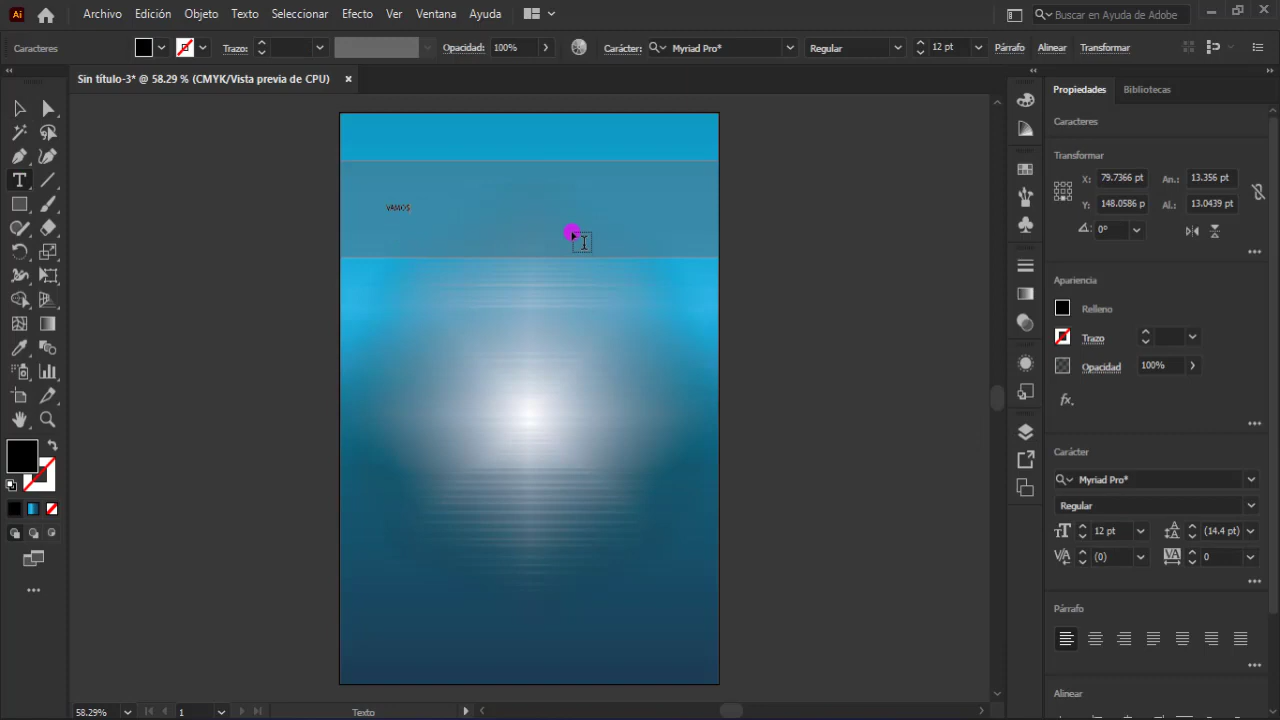 Ai
Archivo Edición Objeto Texto Seleccionar Efecto Ver Ventana Ayuda
Buscar en Ayuda de Adobe
Caracteres Trazo: Opacidad: 100% Carácter: Myriad Pro* Regular 12 pt Párrafo Alinear Transformar
Sin título-3* @ 58.29 % (CMYK/Vista previa de CPU) ×
Propiedades Bibliotecas
Caracteres
Transformar
X: 79.7366 pt An.: 13.356 pt
Y: 148.0586 p Al.: 13.0439 pt
0°
VAMOS
Apariencia
Relleno
Trazo
Opacidad 100%
fx.
Carácter
Myriad Pro*
Regular
12 pt (14.4 pt)
(0) 0
Párrafo
Alinear
58.29% 1 Texto